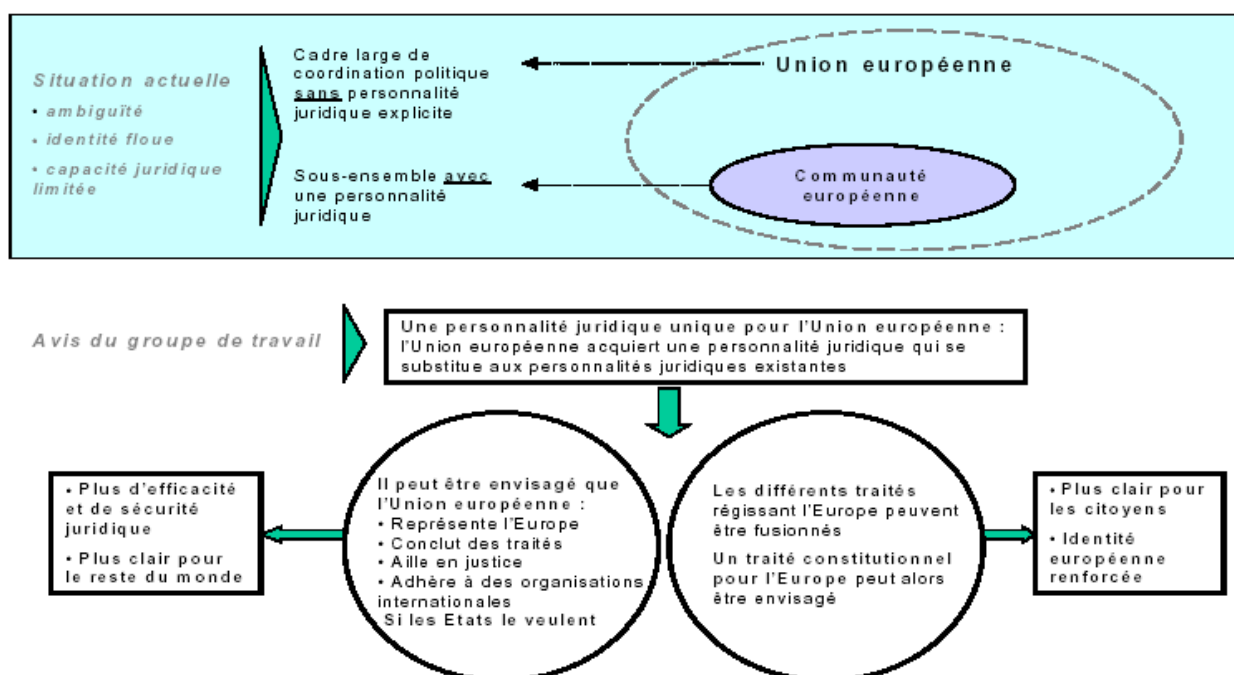 Situation actuelle
• ambiguïté
• identité floue
• capacité juridique
limitée
Cadre large de
coordination politique
sans personnalité
juridique explicite
Sous-ensemble avec
une personnalité
juridique
Union européenne
Communauté
européenne
Avis du groupe de travail
Une personnalité juridique unique pour l'Union européenne :
l'Union européenne acquiert une personnalité juridique qui se
substitue aux personnalités juridiques existantes
• Plus d'efficacité
et de sécurité
juridique
• Plus clair pour
le reste du monde
Il peut être envisagé que
l'Union européenne :
• Représente l'Europe
• Conclut des traités
• Aille en justice
• Adhère à des organisations
internationales
Si les Etats le veulent
Les différents traités
régissant l'Europe peuvent
être fusionnés
Un traité constitutionnel
pour l'Europe peut alors
être envisagé
• Plus clair pour
les citoyens
• Identité
européenne
renforcée